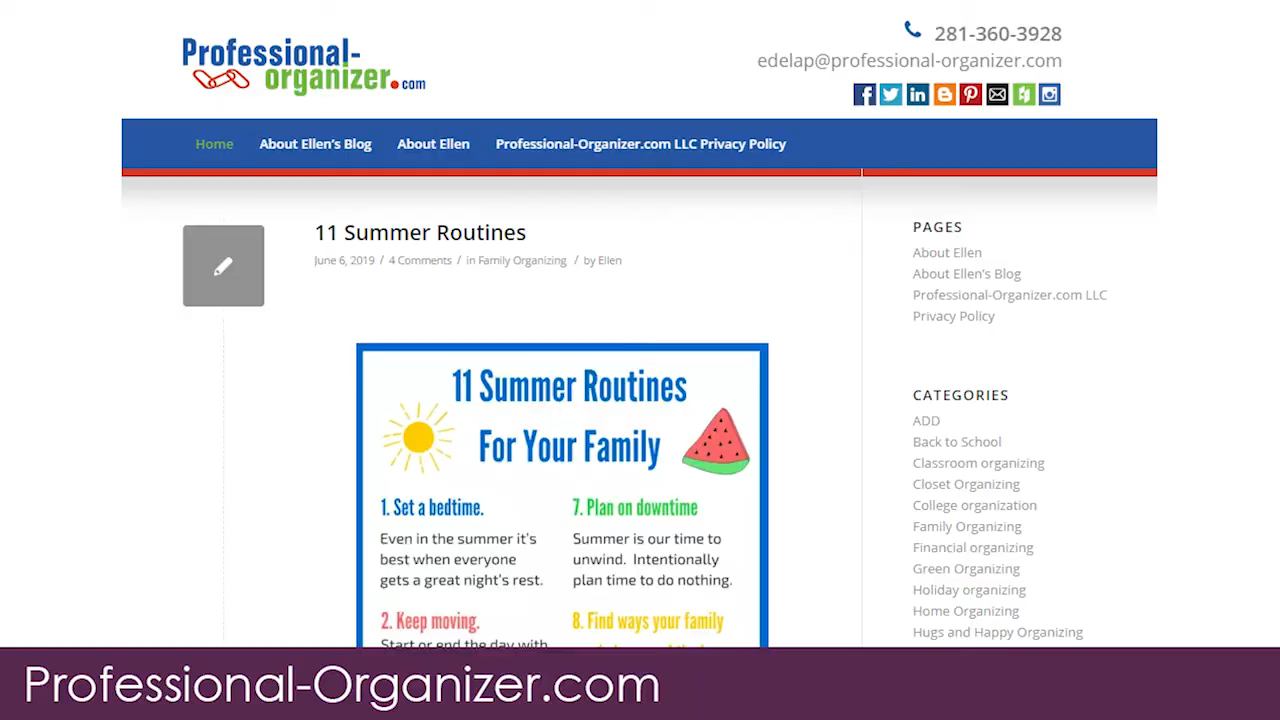 Professional-
organizer.com
281-360-3928
edelap@professional-organizer.com
Home About Ellen's Blog About Ellen Professional-Organizer.com LLC Privacy Policy
11 Summer Routines
June 6, 2019 / 4 Comments / in Family Organizing / by Ellen
11 Summer Routines
For Your Family
1. Set a bedtime.
Even in the summer it's
best when everyone
gets a great night's rest.
2. Keep moving.
Start or end the day with
7. Plan on downtime
Summer is our time to
unwind. Intentionally
plan time to do nothing.
8. Find ways your family
PAGES
About Ellen
About Ellen's Blog
Professional-Organizer.com LLC
Privacy Policy
CATEGORIES
ADD
Back to School
Classroom organizing
Closet Organizing
College organization
Family Organizing
Financial organizing
Green Organizing
Holiday organizing
Home Organizing
Hugs and Happy Organizing
Professional-Organizer.com